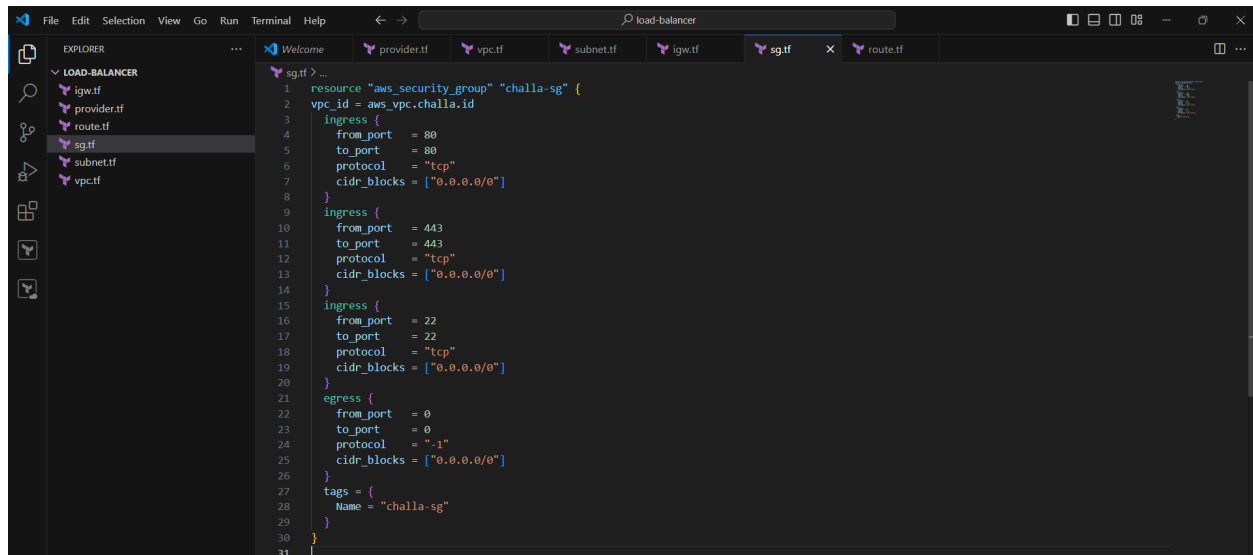 File Edit Selection View Go Run Terminal Help
load-balancer
EXPLORER
Welcome
provider.tf
vpc.tf
subnet.tf
igw.tf
sg.tf
route.tf
LOAD-BALANCER
igw.tf
provider.tf
route.tf
sg.tf
subnet.tf
vpc.tf
sg.tf > ...
1 resource "aws_security_group" "challa-sg" {
2 vpc_id = aws_vpc.challa.id
3   ingress {
4     from_port   = 80
5     to_port     = 80
6     protocol    = "tcp"
7     cidr_blocks = ["0.0.0.0/0"]
8   }
9   ingress {
10     from_port   = 443
11     to_port     = 443
12     protocol    = "tcp"
13     cidr_blocks = ["0.0.0.0/0"]
14   }
15   ingress {
16     from_port   = 22
17     to_port     = 22
18     protocol    = "tcp"
19     cidr_blocks = ["0.0.0.0/0"]
20   }
21   egress {
22     from_port   = 0
23     to_port     = 0
24     protocol    = "-1"
25     cidr_blocks = ["0.0.0.0/0"]
26   }
27   tags = {
28     Name = "challa-sg"
29   }
30 }
31